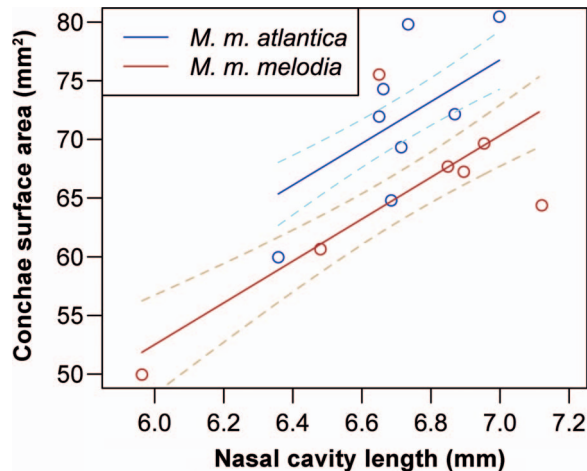 M. m. atlantica
M. m. melodia
Conchae surface area (mm²)
80
75
70
65
60
55
50
6.0 6.2 6.4 6.6 6.8 7.0 7.2
Nasal cavity length (mm)